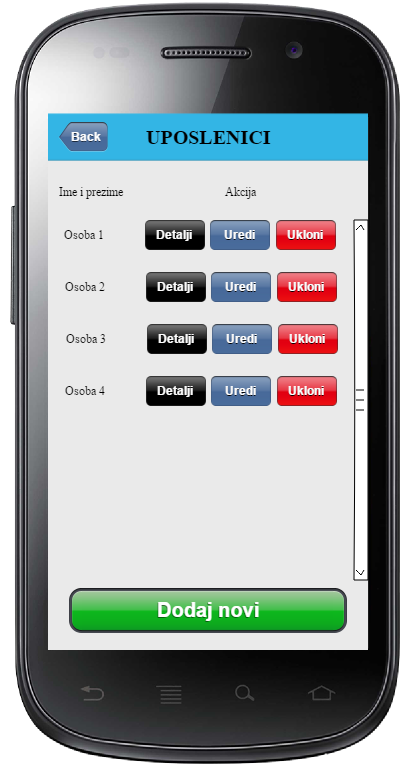 Back UPOSLENICI
Ime i prezime Akcija
Osoba 1 Detalji Uredi Ukloni
Osoba 2 Detalji Uredi Ukloni
Osoba 3 Detalji Uredi Ukloni
Osoba 4 Detalji Uredi Ukloni
Dodaj novi